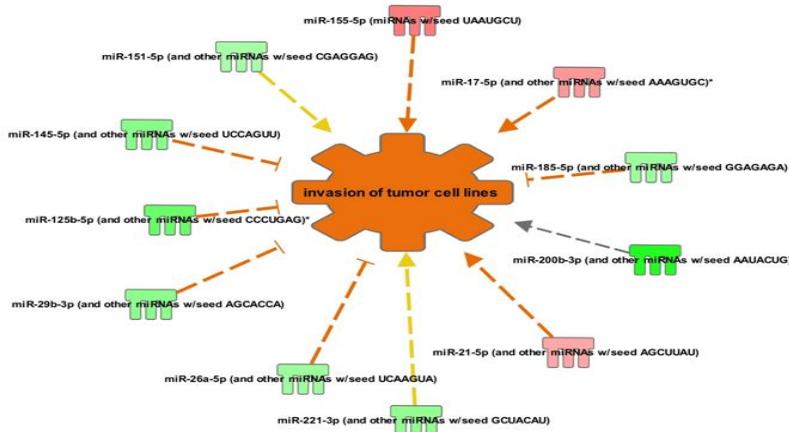 miR-155-5p (miRNAs w/seed UAAUGCU)
miR-151-5p (and other miRNAs w/seed CGAGGAG)
miR-17-5p (and other miRNAs w/seed AAAGUGC)*
miR-145-5p (and other miRNAs w/seed UCCAGUU)
miR-185-5p (and other miRNAs w/seed GGAGAGA)
invasion of tumor cell lines
miR-125b-5p (and other miRNAs w/seed CCCUGAG)*
miR-200b-3p (and other miRNAs w/seed AAUACUG)
miR-29b-3p (and other miRNAs w/seed AGCACCA)
miR-21-5p (and other miRNAs w/seed AGCUUAU)
miR-26a-5p (and other miRNAs w/seed UCAAGUA)
miR-221-3p (and other miRNAs w/seed GCUACAU)